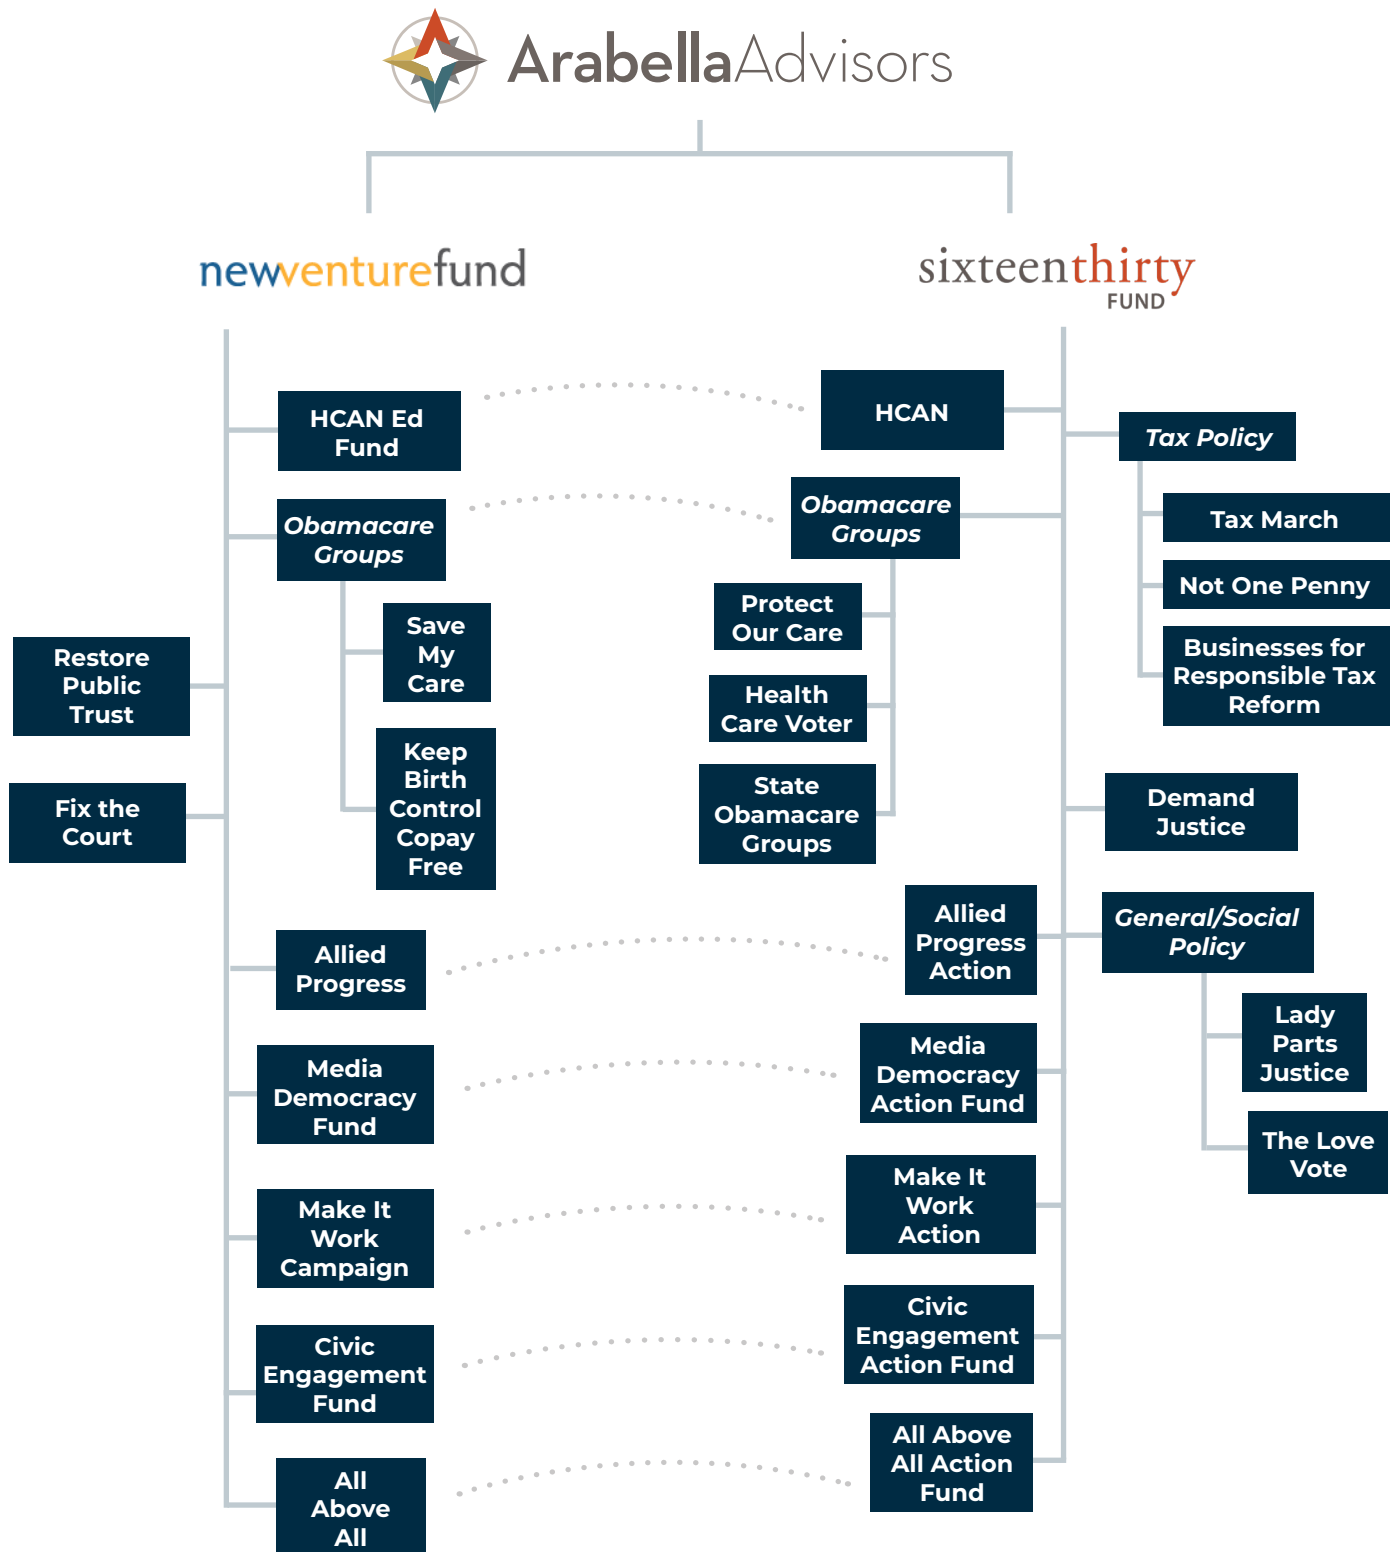 ArabellaAdvisors
newventurefund
sixteenthirty
FUND
HCAN Ed
Fund
HCAN
Tax Policy
Obamacare
Groups
Obamacare
Groups
Tax March
Not One Penny
Businesses for
Responsible Tax
Reform
Save
My
Care
Protect
Our Care
Restore
Public
Trust
Health
Care Voter
Keep
Birth
Control
Copay
Free
State
Obamacare
Groups
Fix the
Court
Demand
Justice
Allied
Progress
Allied
Progress
Action
General/Social
Policy
Lady
Parts
Justice
The Love
Vote
Media
Democracy
Fund
Media
Democracy
Action Fund
Make It
Work
Campaign
Make It
Work
Action
Civic
Engagement
Fund
Civic
Engagement
Action Fund
All
Above
All
All Above
All Action
Fund